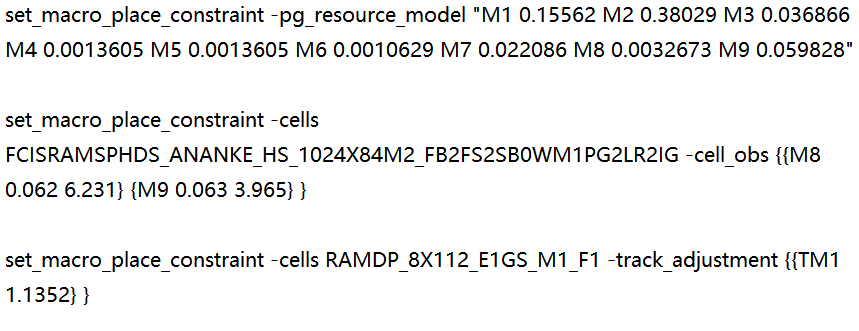 set_macro_place_constraint -pg_resource_model "M1 0.15562 M2 0.38029 M3 0.036866
M4 0.0013605 M5 0.0013605 M6 0.0010629 M7 0.022086 M8 0.0032673 M9 0.059828"
set_macro_place_constraint -cells
FCISRAMSPHDS_ANANKE_HS_1024X84M2_FB2FS2SB0WM1PG2LR2IG -cell_obs {{M8
0.062 6.231} {M9 0.063 3.965} }
set_macro_place_constraint -cells RAMDP_8X112_E1GS_M1_F1 -track_adjustment {{TM1
1.1352} }